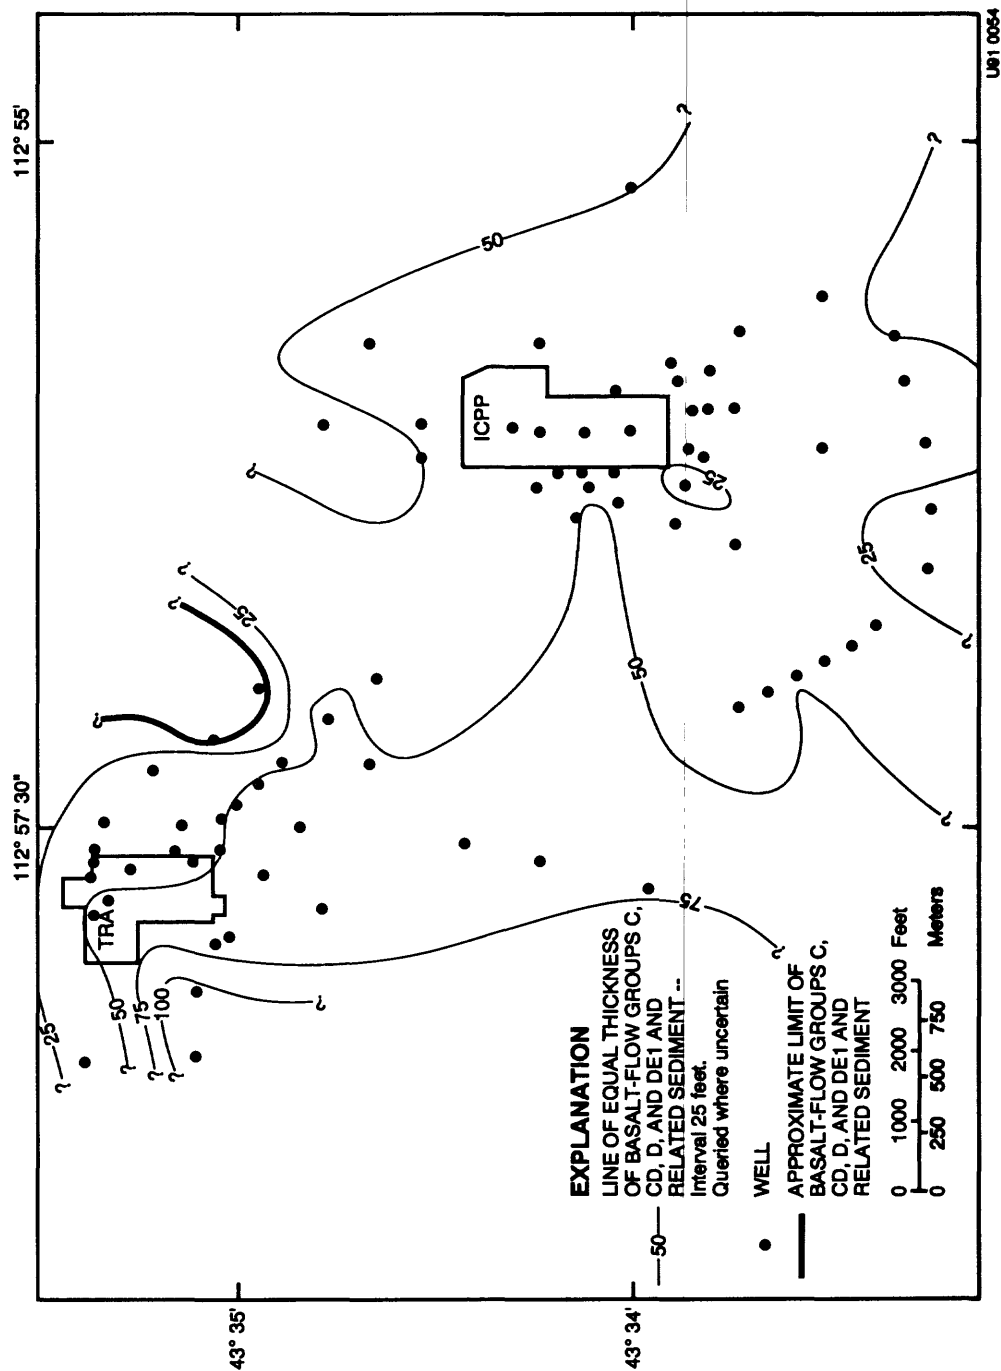 112° 57' 30"
112° 55'
43° 35'
43° 34'
TRA
ICPP
25
50
75
100
?
?
?
?
?
?
25
?
?
?
50
?
50
?
25
25
?
?
75
?
EXPLANATION
—50—
LINE OF EQUAL THICKNESS
OF BASALT-FLOW GROUPS C,
CD, D, AND DE1 AND
RELATED SEDIMENT --
Interval 25 feet.
Queried where uncertain
WELL
APPROXIMATE LIMIT OF
BASALT-FLOW GROUPS C,
CD, D, AND DE1 AND
RELATED SEDIMENT
0 1000 2000 3000 Feet
0 250 500 750 Meters
U91 0054